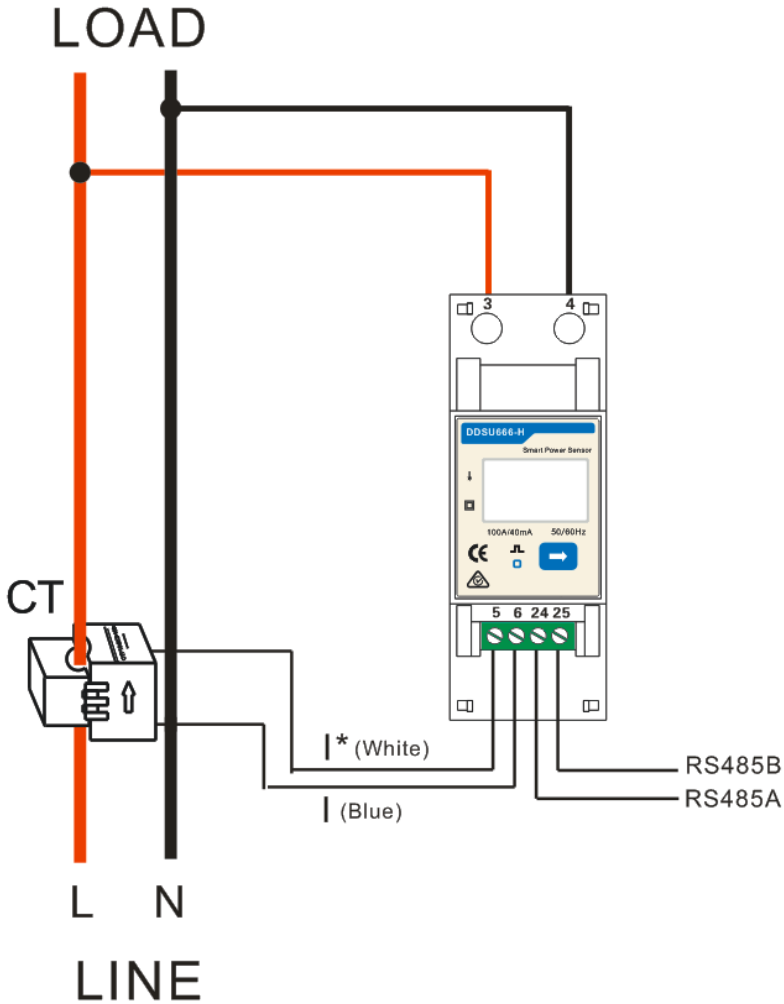 LOAD
3 4
DDSU666-H
Smart Power Sensor
100A/40mA 50/60Hz
CE
CT
5 6 24 25
I* (White)
I (Blue)
RS485B
RS485A
L N
LINE